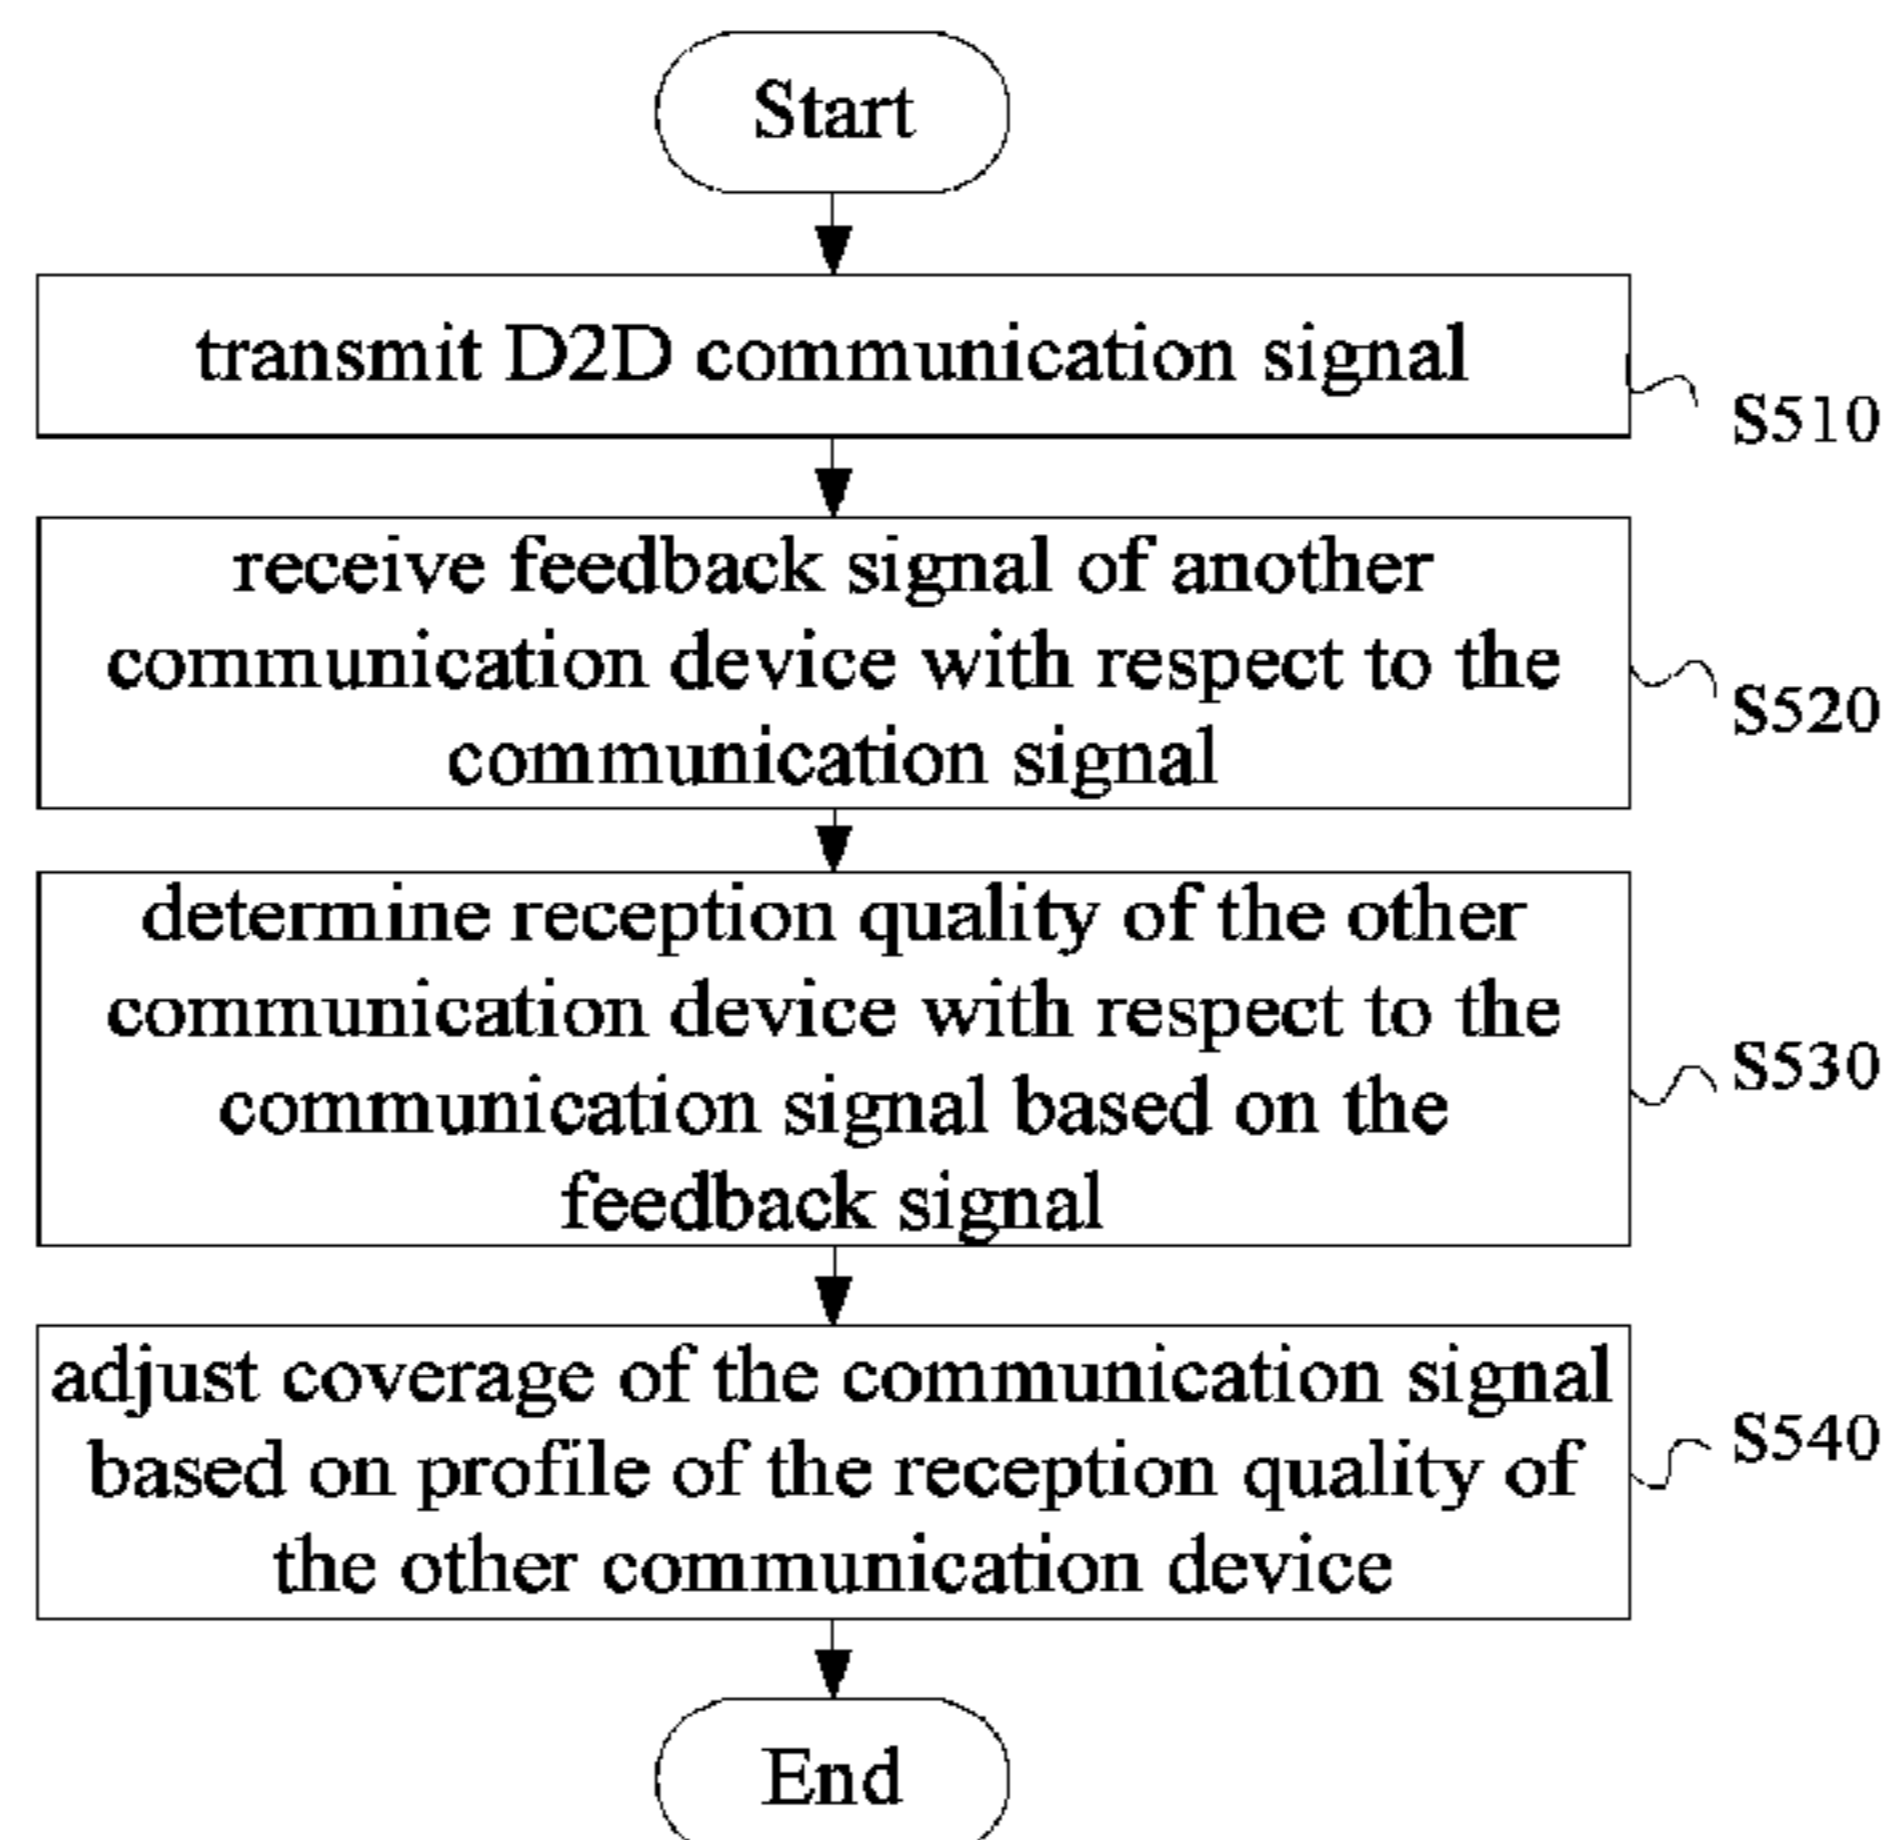 Start
transmit D2D communication signal
S510
receive feedback signal of another
communication device with respect to the
communication signal
S520
determine reception quality of the other
communication device with respect to the
communication signal based on the
feedback signal
S530
adjust coverage of the communication signal
based on profile of the reception quality of
the other communication device
S540
End